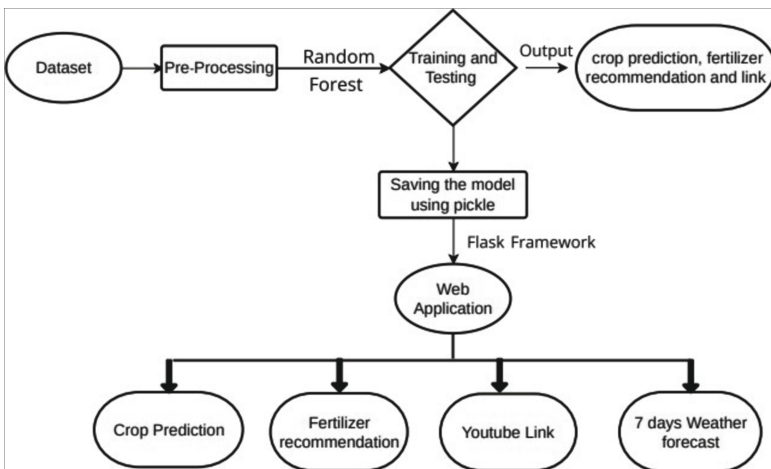 Dataset
Pre-Processing
Random
Forest
Training and
Testing
Output
crop prediction, fertilizer
recommendation and link
Saving the model
using pickle
Flask Framework
Web
Application
Crop Prediction
Fertilizer
recommendation
Youtube Link
7 days Weather
forecast